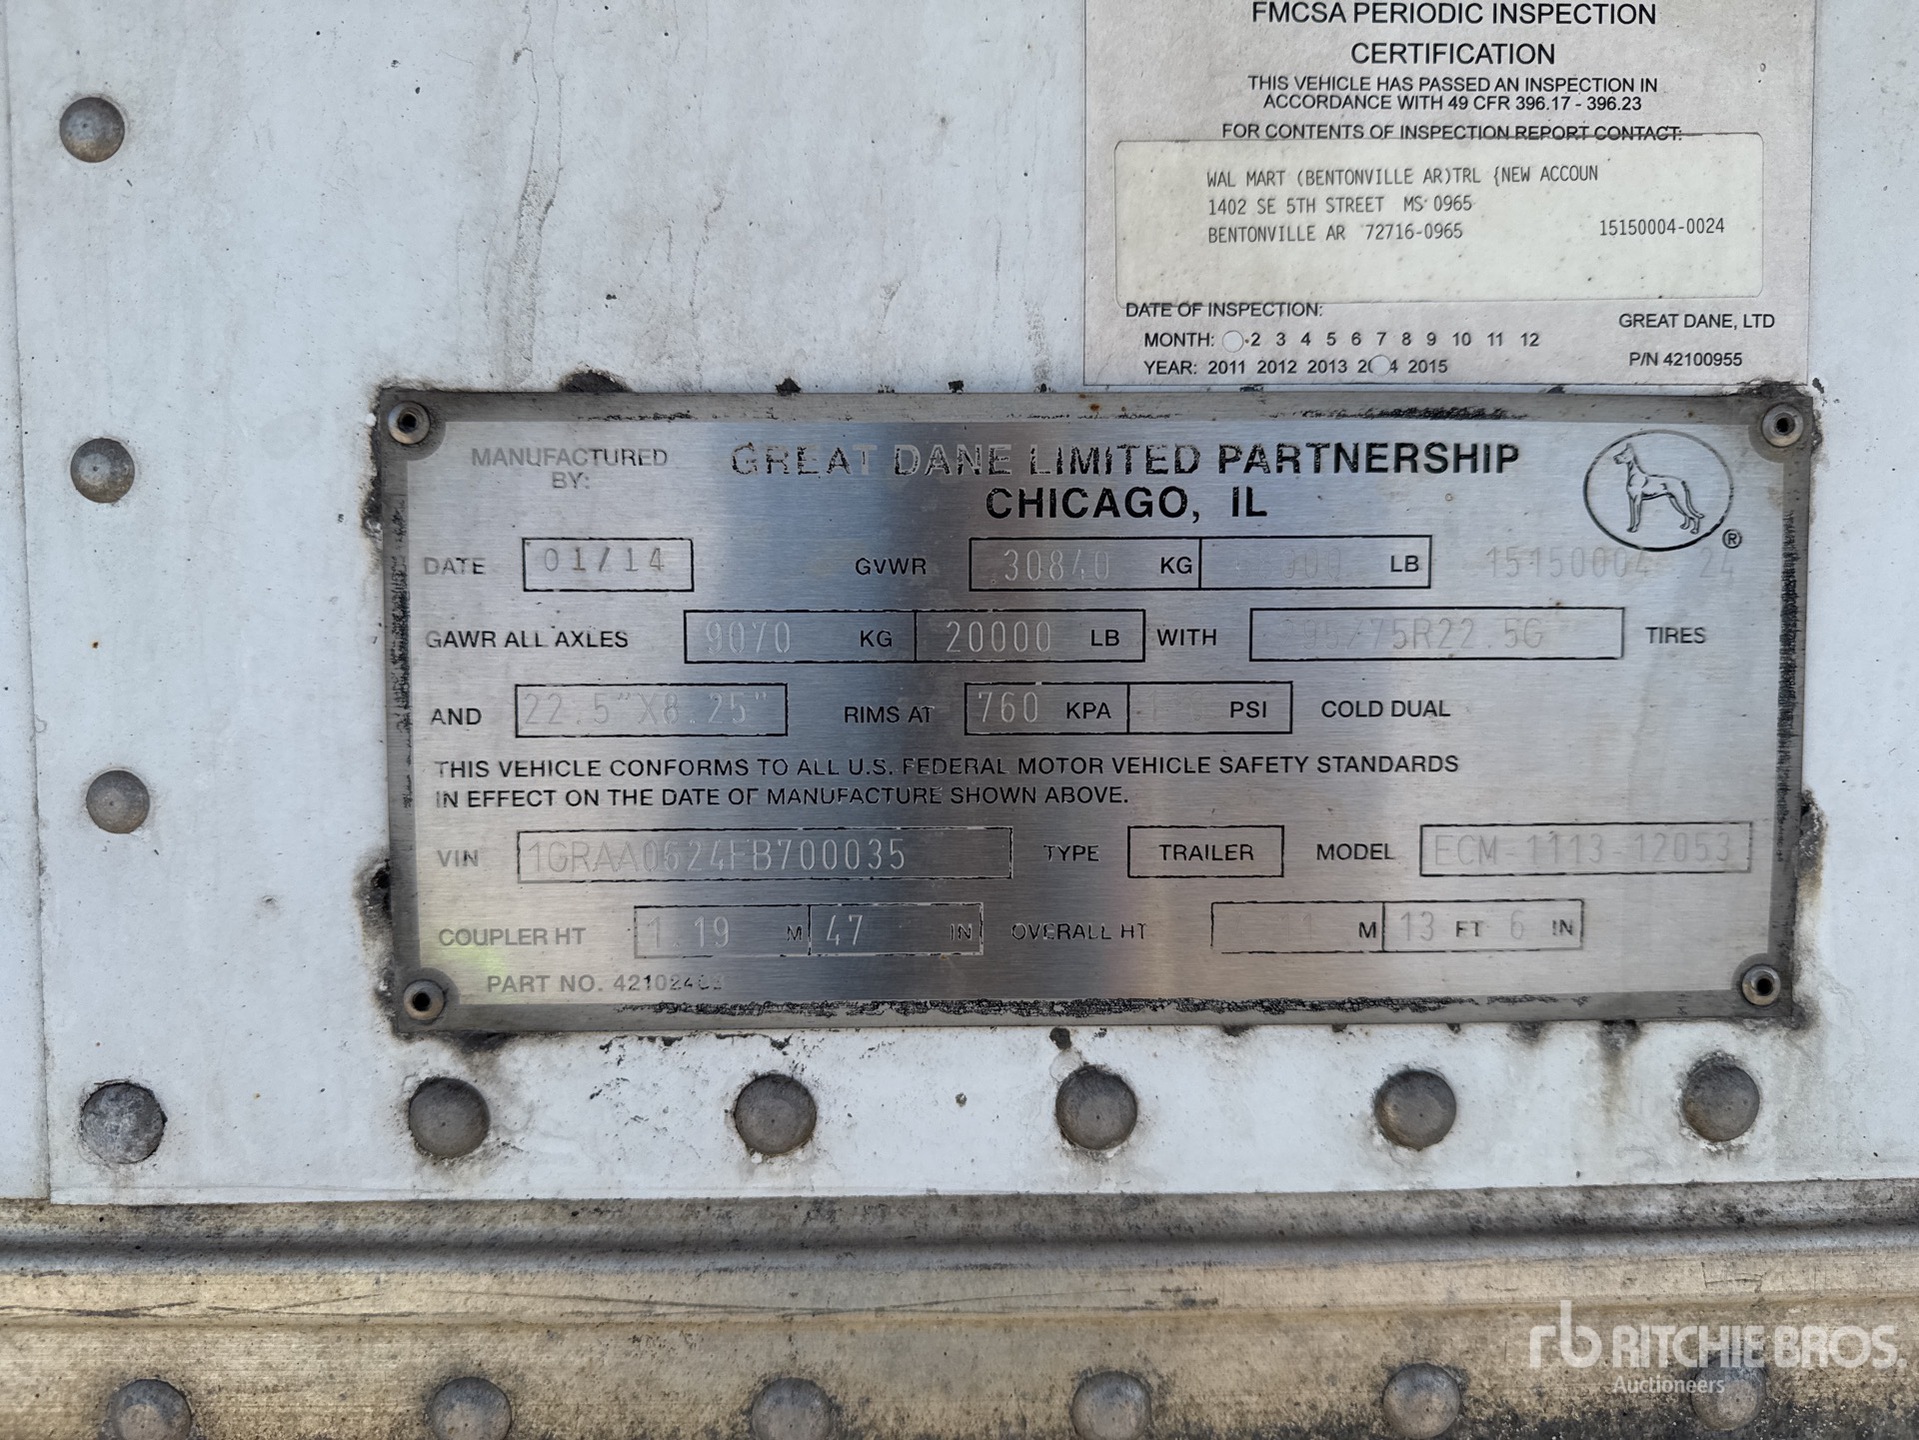 FMCSA PERIODIC INSPECTION
CERTIFICATION
THIS VEHICLE HAS PASSED AN INSPECTION IN
ACCORDANCE WITH 49 CFR 396.17 - 396.23
FOR CONTENTS OF INSPECTION REPORT CONTACT:
WAL MART (BENTONVILLE AR)TRL {NEW ACCOUN
1402 SE 5TH STREET MS 0965
BENTONVILLE AR 72716-0965 15150004-0024
DATE OF INSPECTION:
MONTH: 2 3 4 5 6 7 8 9 10 11 12
YEAR: 2011 2012 2013 2015
GREAT DANE, LTD
P/N 42100955
MANUFACTURED BY:
GREAT DANE LIMITED PARTNERSHIP
CHICAGO, IL
®
DATE 01/14 GVWR 30840 KG LB 15150004 24
GAWR ALL AXLES 9070 KG 20000 LB WITH TIRES
AND 22.5"X8.25" RIMS AT 760 KPA PSI COLD DUAL
THIS VEHICLE CONFORMS TO ALL U.S. FEDERAL MOTOR VEHICLE SAFETY STANDARDS
IN EFFECT ON THE DATE OF MANUFACTURE SHOWN ABOVE.
VIN 1GRAA0624EB700035 TYPE TRAILER MODEL ECM-1113-12053
COUPLER HT 1.19 M 47 IN OVERALL HT M 13 FT 6 IN
PART NO.
rb RITCHIE BROS.
Auctioneers